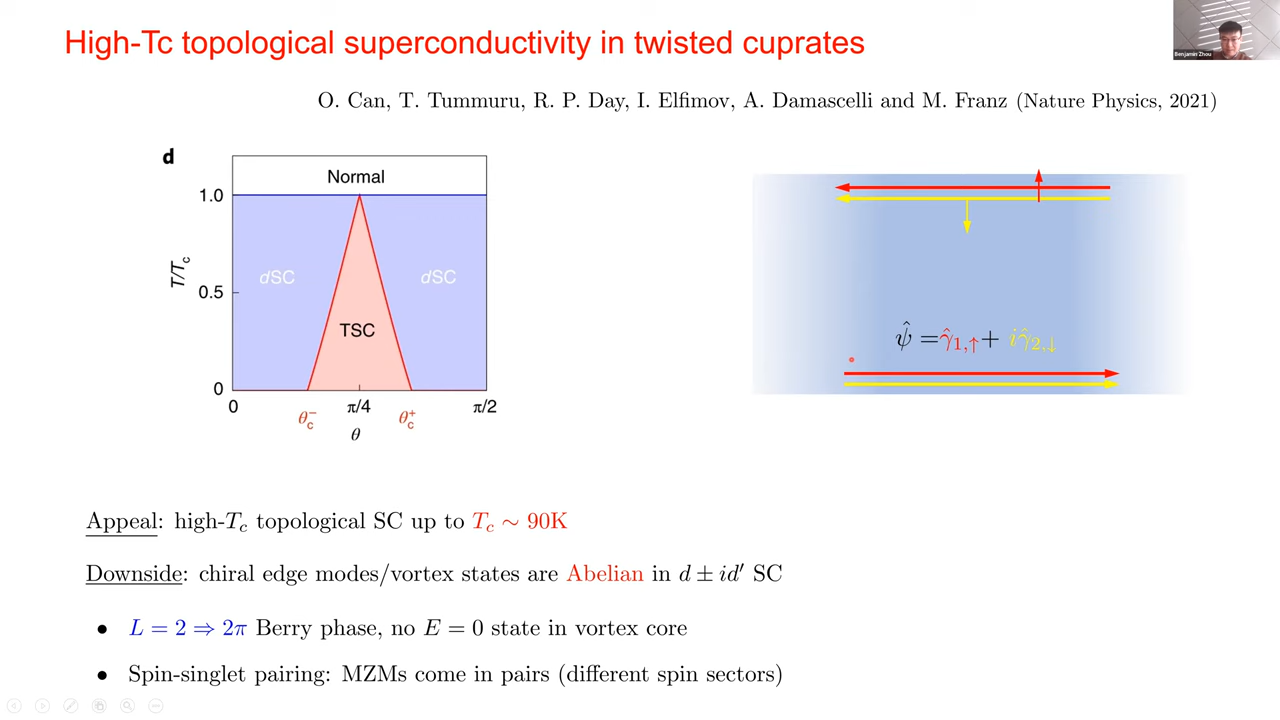 High-Tc topological superconductivity in twisted cuprates
Benjamin Zhou
O. Can, T. Tummuru, R. P. Day, I. Elfimov, A. Damascelli and M. Franz (Nature Physics, 2021)
d
Normal
1.0
dSC
dSC
T/Tc
0.5
TSC
0
0
θc−
π/4
θc+
π/2
θ
ψ̂ = γ̂1,↑ + iγ̂2,↓
Appeal: high-Tc topological SC up to Tc ∼ 90K
Downside: chiral edge modes/vortex states are Abelian in d ± id′ SC
• L = 2 ⇒ 2π Berry phase, no E = 0 state in vortex core
• Spin-singlet pairing: MZMs come in pairs (different spin sectors)